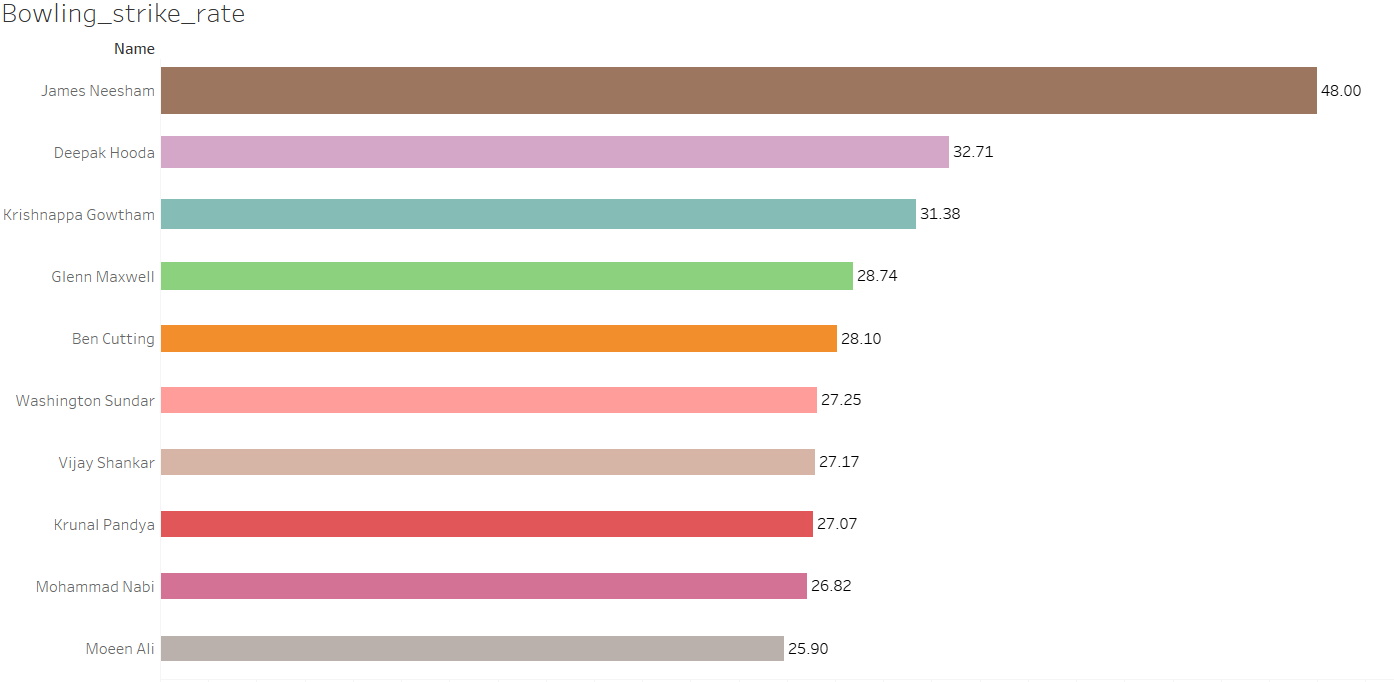 Bowling_strike_rate
Name
James Neesham 48.00
Deepak Hooda 32.71
Krishnappa Gowtham 31.38
Glenn Maxwell 28.74
Ben Cutting 28.10
Washington Sundar 27.25
Vijay Shankar 27.17
Krunal Pandya 27.07
Mohammad Nabi 26.82
Moeen Ali 25.90